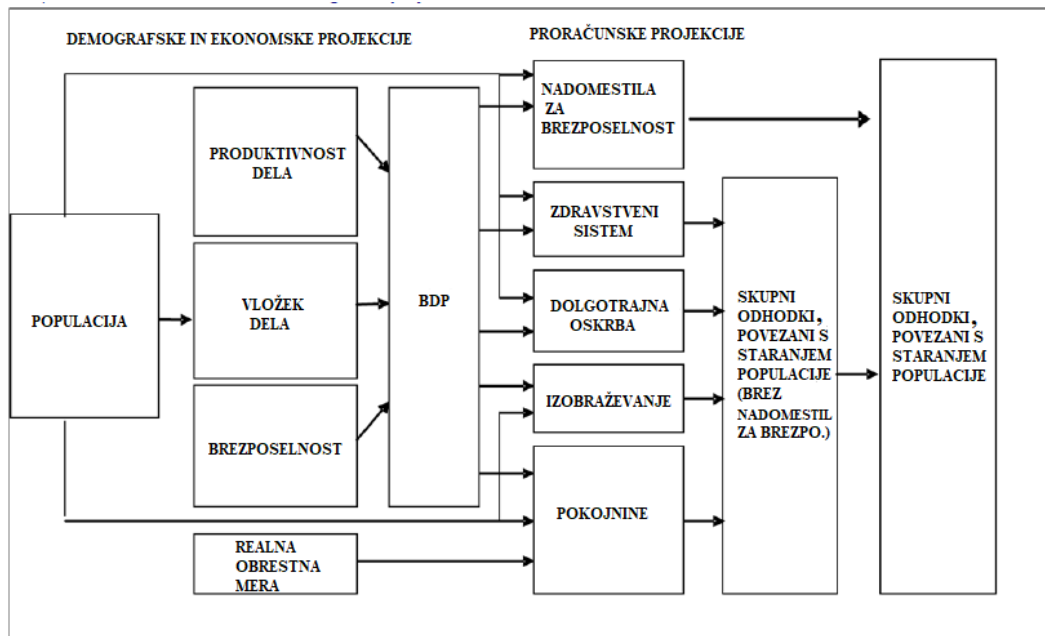 DEMOGRAFSKE IN EKONOMSKE PROJEKCIJE
PRORAČUNSKE PROJEKCIJE
POPULACIJA
PRODUKTIVNOST
DELA
VLOŽEK
DELA
BREZPOSELNOST
REALNA
OBRESTNA
MERA
BDP
NADOMESTILA
ZA
BREZPOSELNOST
ZDRAVSTVENI
SISTEM
DOLGOTRAJNA
OSKRBA
IZOBRAŽEVANJE
POKOJNINE
SKUPNI
ODHODKI,
POVEZANI S
STARANJEM
POPULACIJE
(BREZ
NADOMESTIL
ZA BREZPO.)
SKUPNI
ODHODKI,
POVEZANI S
STARANJEM
POPULACIJE